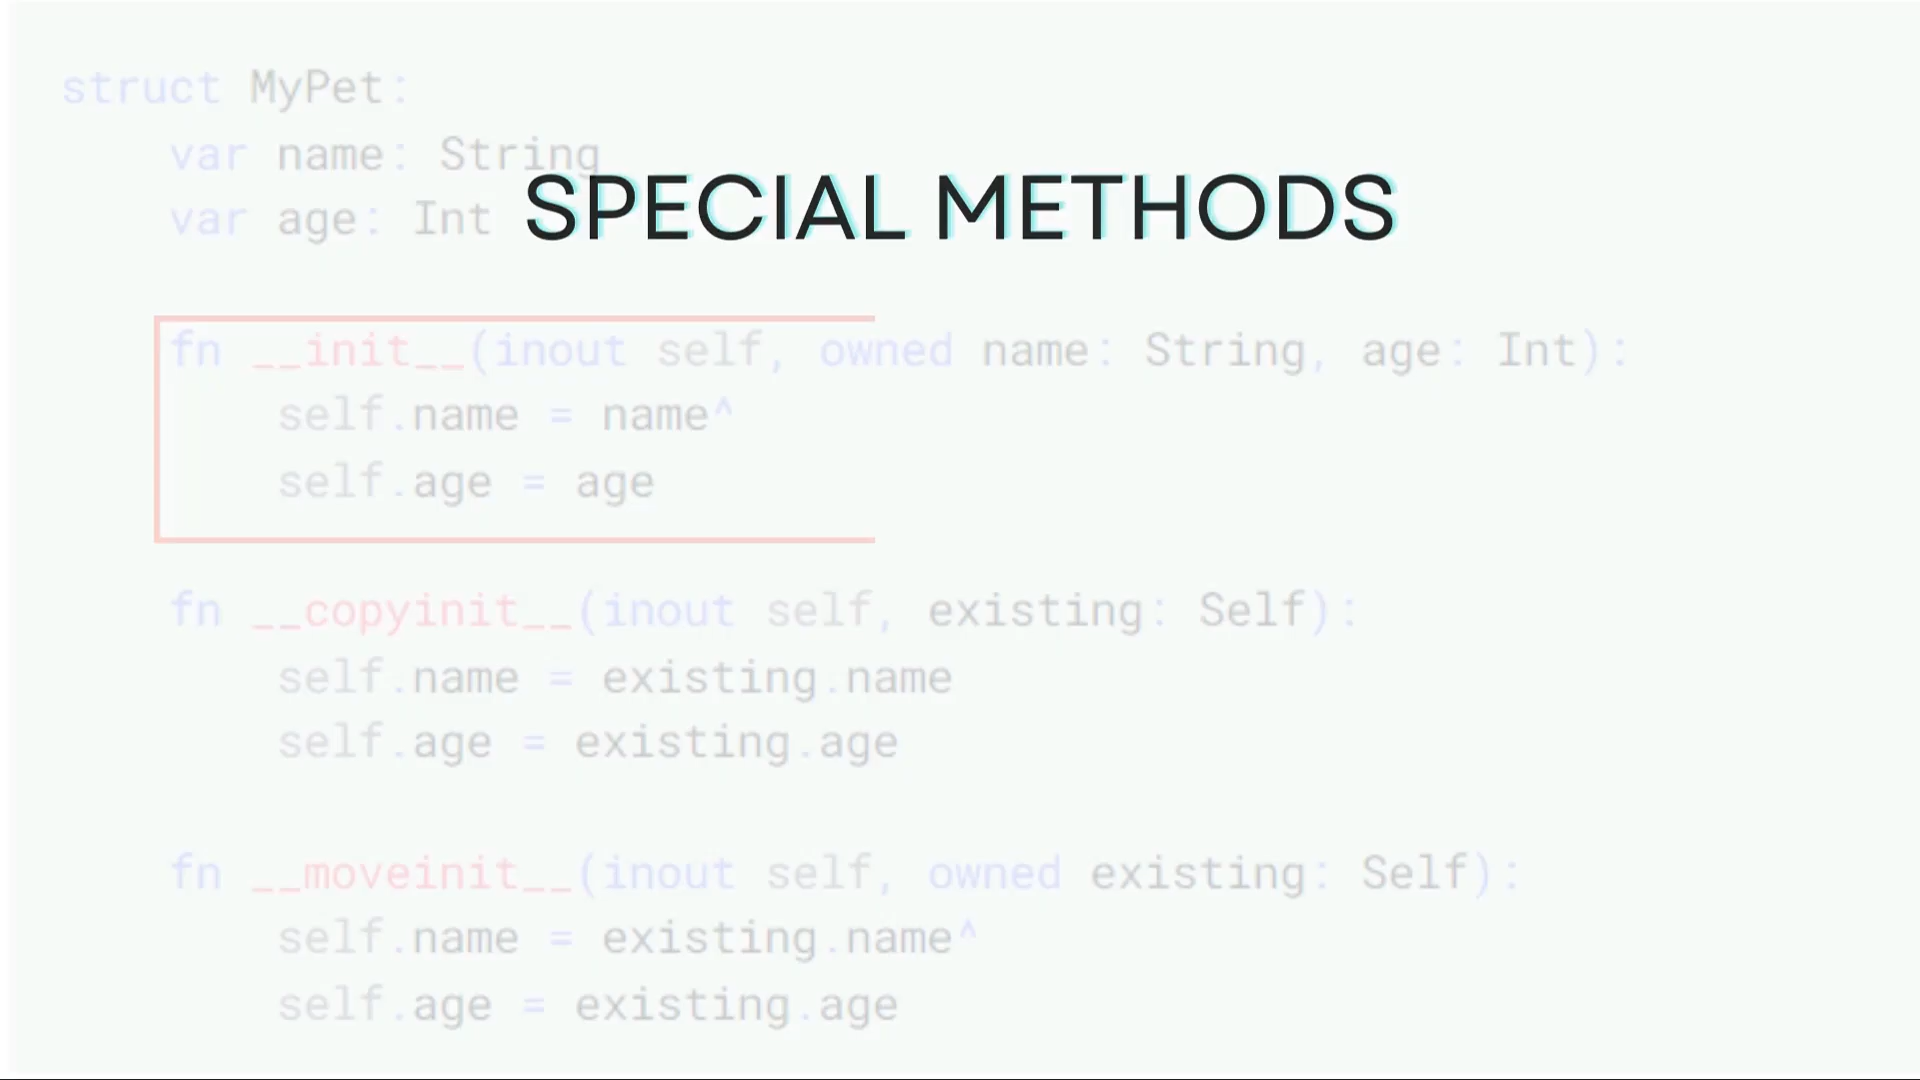 struct MyPet:
var name: String
SPECIAL METHODS
var age: Int
fn __init__(inout self, owned name: String, age: Int):
self.name = name^
self.age = age
fn __copyinit__(inout self, existing: Self):
self.name = existing.name
self.age = existing.age
fn __moveinit__(inout self, owned existing: Self):
self.name = existing.name^
self.age = existing.age